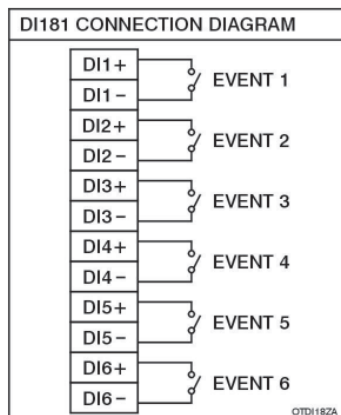 DI181 CONNECTION DIAGRAM
DI1+
DI1−
EVENT 1
DI2+
DI2−
EVENT 2
DI3+
DI3−
EVENT 3
DI4+
DI4−
EVENT 4
DI5+
DI5−
EVENT 5
DI6+
DI6−
EVENT 6
OTDI18ZA